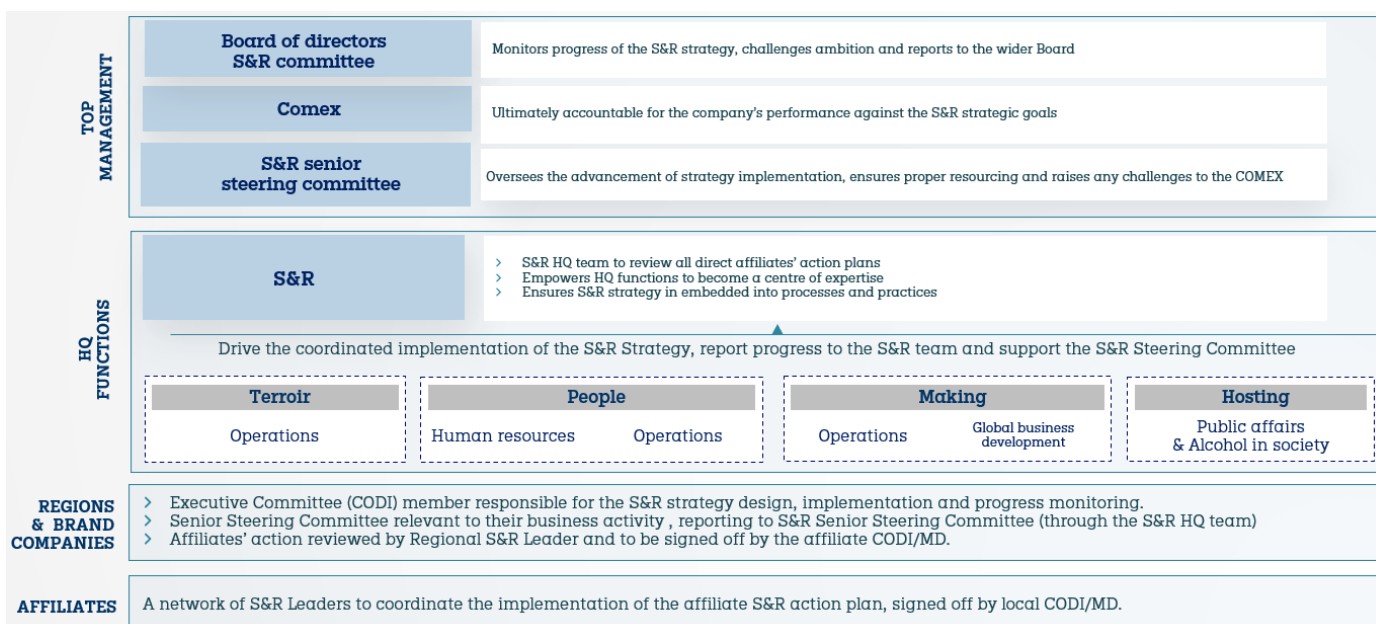 TOP
MANAGEMENT
Board of directors
S&R committee
Monitors progress of the S&R strategy, challenges ambition and reports to the wider Board
Comex
Ultimately accountable for the company's performance against the S&R strategic goals
S&R senior
steering committee
Oversees the advancement of strategy implementation, ensures proper resourcing and raises any challenges to the COMEX
HQ
FUNCTIONS
S&R
> S&R HQ team to review all direct affiliates' action plans
> Empowers HQ functions to become a centre of expertise
> Ensures S&R strategy in embedded into processes and practices
Drive the coordinated implementation of the S&R Strategy, report progress to the S&R team and support the S&R Steering Committee
Terroir
Operations
People
Human resources Operations
Making
Operations
Global business
development
Hosting
Public affairs
& Alcohol in society
REGIONS
& BRAND
COMPANIES
> Executive Committee (CODI) member responsible for the S&R strategy design, implementation and progress monitoring.
> Senior Steering Committee relevant to their business activity , reporting to S&R Senior Steering Committee (through the S&R HQ team)
> Affiliates' action reviewed by Regional S&R Leader and to be signed off by the affiliate CODI/MD.
AFFILIATES
A network of S&R Leaders to coordinate the implementation of the affiliate S&R action plan, signed off by local CODI/MD.